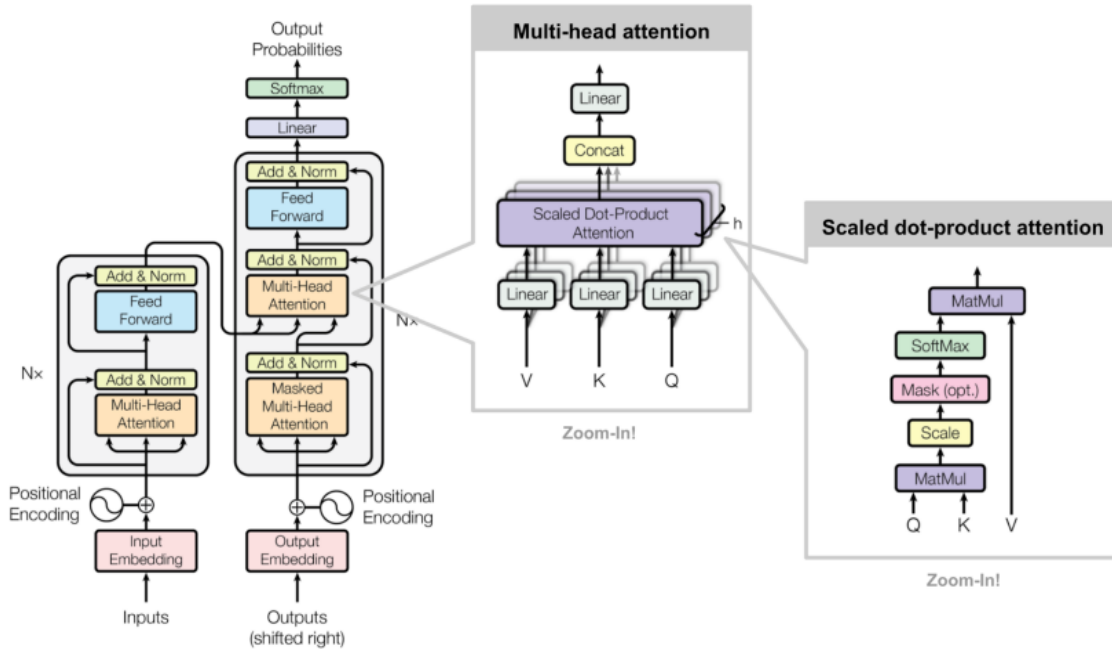 Output
Probabilities
Softmax
Linear
Add & Norm
Feed
Forward
Add & Norm
Multi-Head
Attention
Add & Norm
Masked
Multi-Head
Attention
N×
Positional
Encoding
Output
Embedding
Outputs
(shifted right)
Add & Norm
Feed
Forward
N×
Add & Norm
Multi-Head
Attention
Positional
Encoding
Input
Embedding
Inputs
Multi-head attention
Linear
Concat
Scaled Dot-Product
Attention
h
Linear
Linear
Linear
V
K
Q
Zoom-In!
Scaled dot-product attention
MatMul
SoftMax
Mask (opt.)
Scale
MatMul
Q
K
V
Zoom-In!